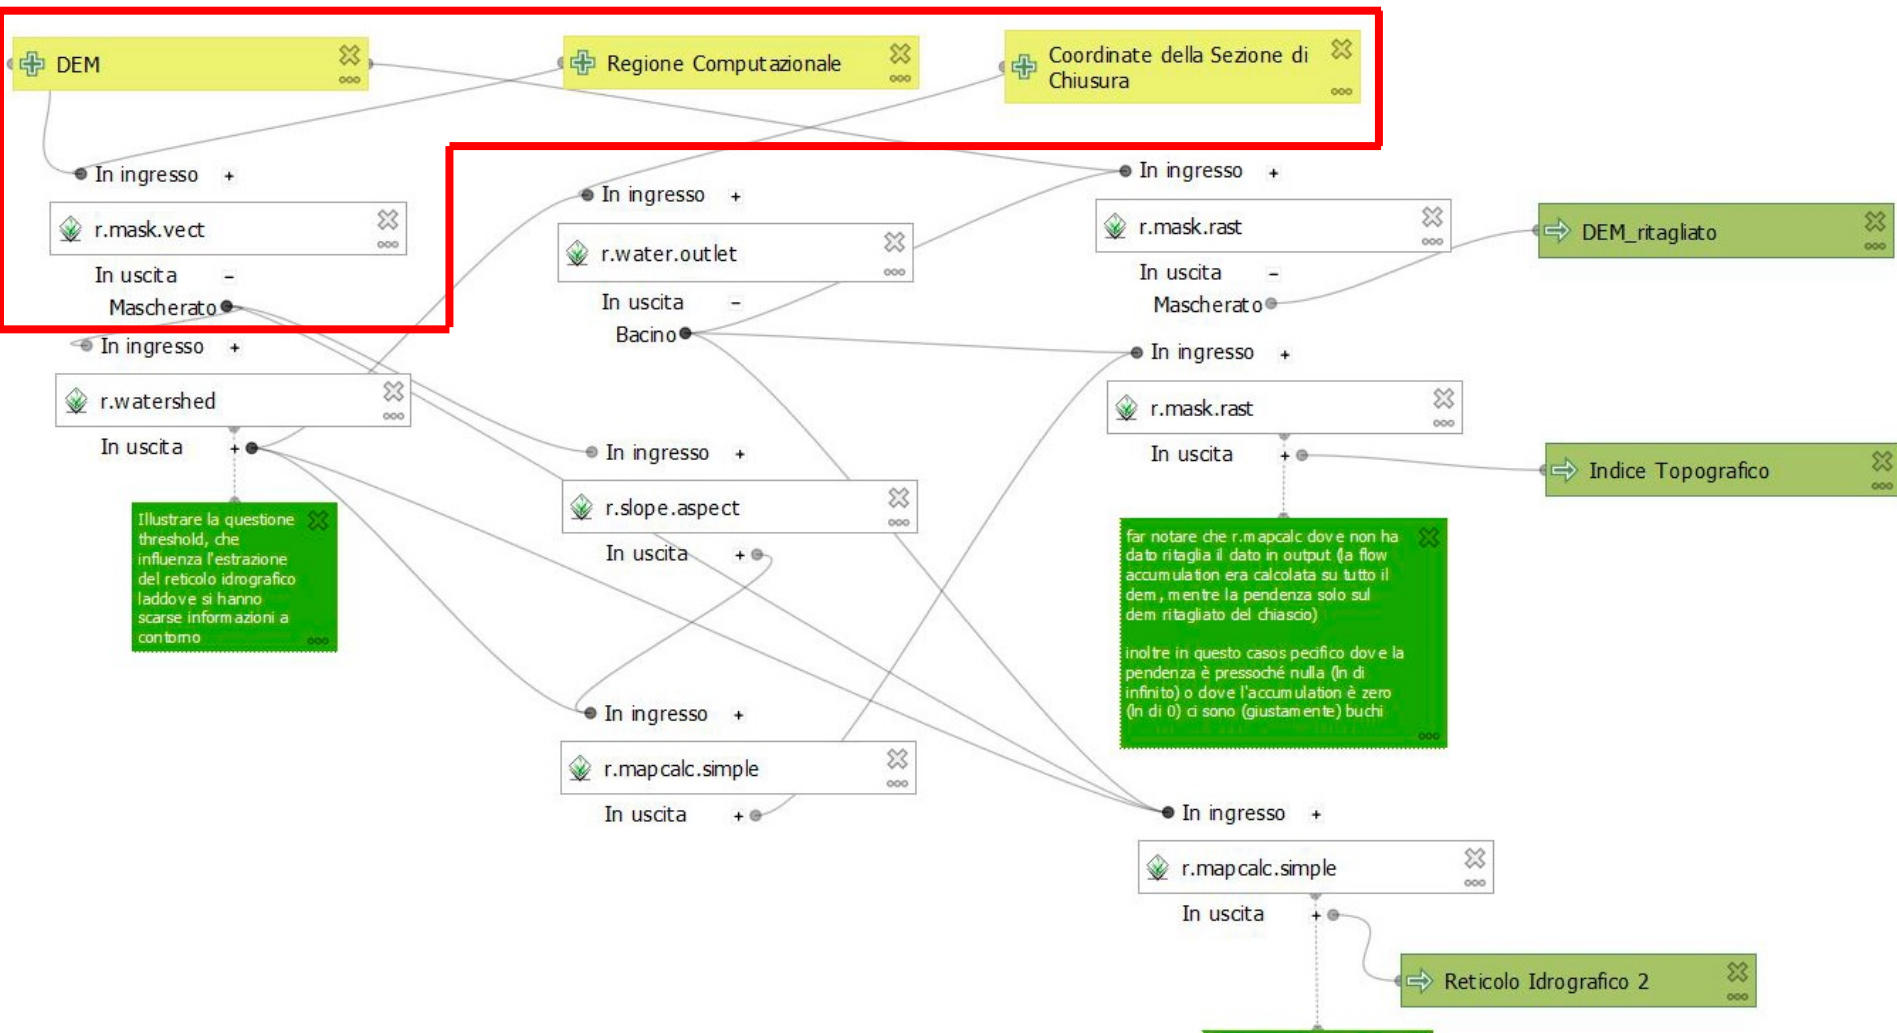 DEM
Regione Computazionale
Coordinate della Sezione di
Chiusura
In ingresso +
r.mask.vect
In uscita -
Mascherato
In ingresso +
r.water.outlet
In uscita -
Bacino
In ingresso +
r.mask.rast
In uscita -
Mascherato
DEM_ritagliato
In ingresso +
r.watershed
In uscita +
Illustrare la questione
threshold, che
influenza l'estrazione
del reticolo idrografico
laddove si hanno
scarse informazioni a
contorno
In ingresso +
r.slope.aspect
In uscita +
In ingresso +
r.mask.rast
In uscita +
Indice Topografico
far notare che r.mapcalc dove non ha
dato ritaglia il dato in output (la flow
accumulation era calcolata su tutto il
dem, mentre la pendenza solo sul
dem ritagliato del chiascio)
inoltre in questo casos pecifico dove la
pendenza è pressoché nulla (ln di
infinito) o dove l'accumulation è zero
(ln di 0) ci sono (giustamente) buchi
In ingresso +
r.mapcalc.simple
In uscita +
In ingresso +
r.mapcalc.simple
In uscita +
Reticolo Idrografico 2